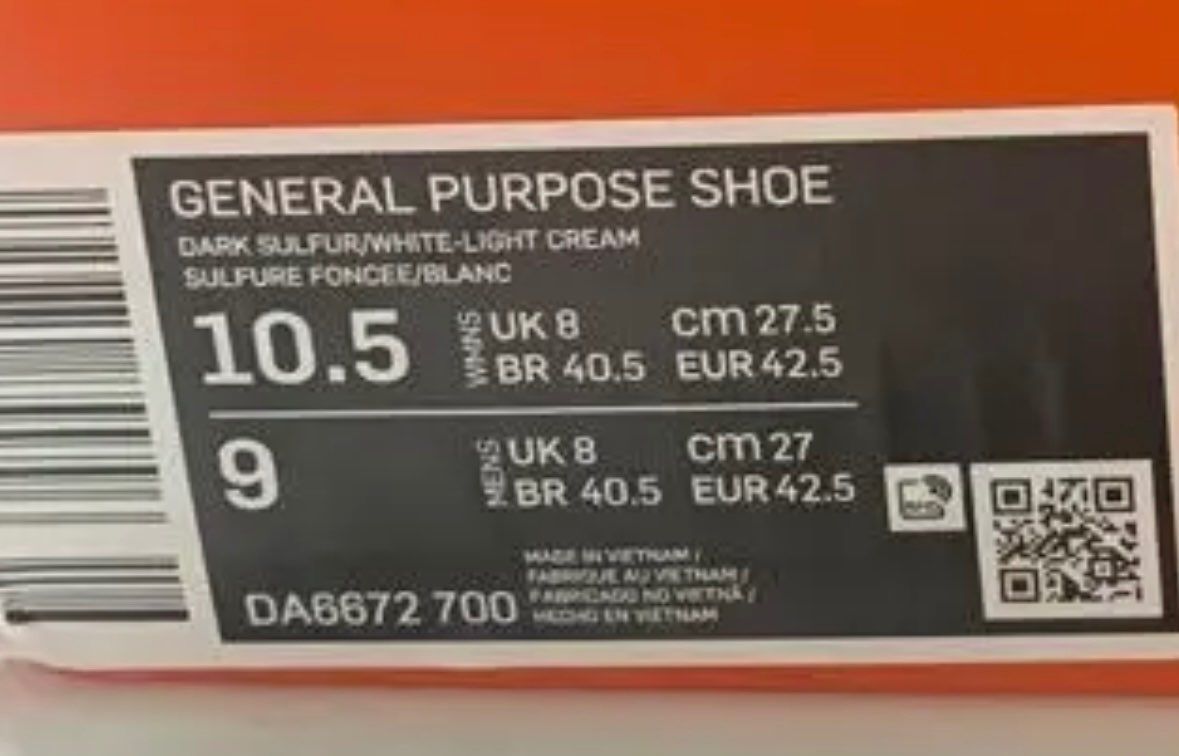 GENERAL PURPOSE SHOE
DARK SULFUR/WHITE-LIGHT CREAM
SULFURE FONCEE/BLANC
10.5 WMNS UK 8 cm 27.5
BR 40.5 EUR 42.5
9 MENS UK 8 cm 27
BR 40.5 EUR 42.5
MADE IN VIETNAM /
FABRIQUE AU VIETNAM /
FABRICADO NO VIETNÃ /
HECHO EN VIETNAM
DA6672 700